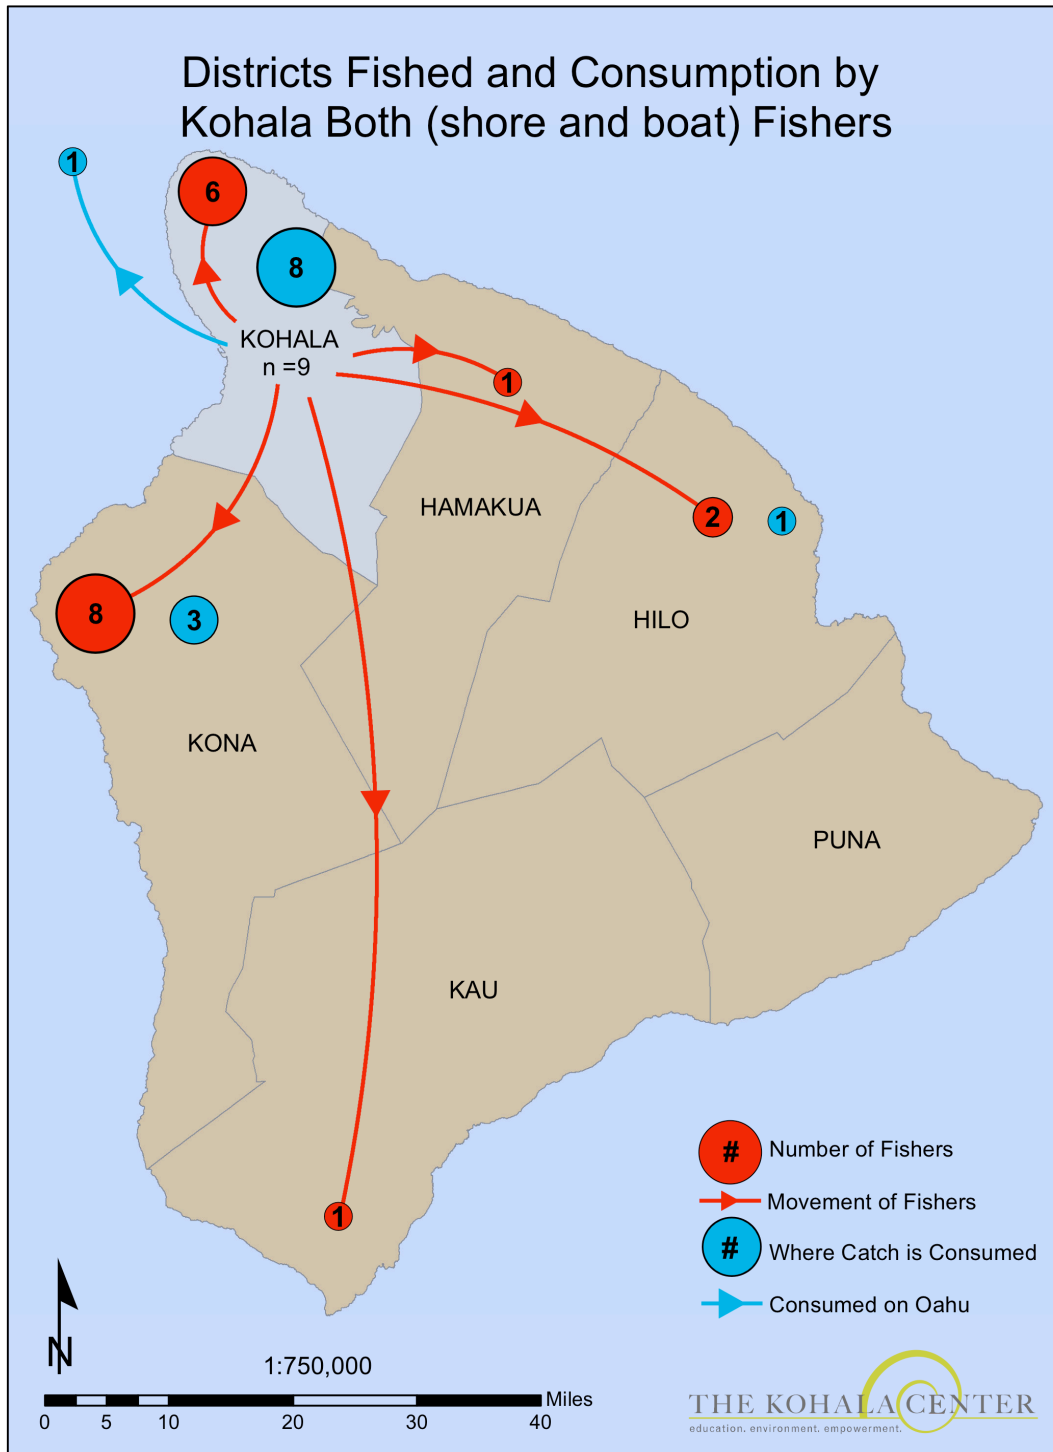 Districts Fished and Consumption by
Kohala Both (shore and boat) Fishers
1
6
8
KOHALA
n =9
1
HAMAKUA
2
1
8
3
HILO
KONA
PUNA
KAU
1
# Number of Fishers
Movement of Fishers
# Where Catch is Consumed
Consumed on Oahu
N
1:750,000
Miles
0 5 10 20 30 40
THE KOHALA CENTER
education. environment. empowerment.